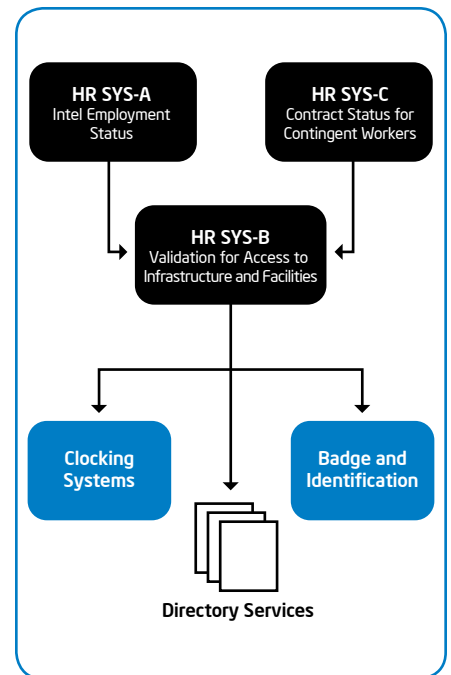 HR SYS-A
Intel Employment
Status
HR SYS-C
Contract Status for
Contingent Workers
HR SYS-B
Validation for Access to
Infrastructure and Facilities
Clocking
Systems
Badge and
Identification
Directory Services